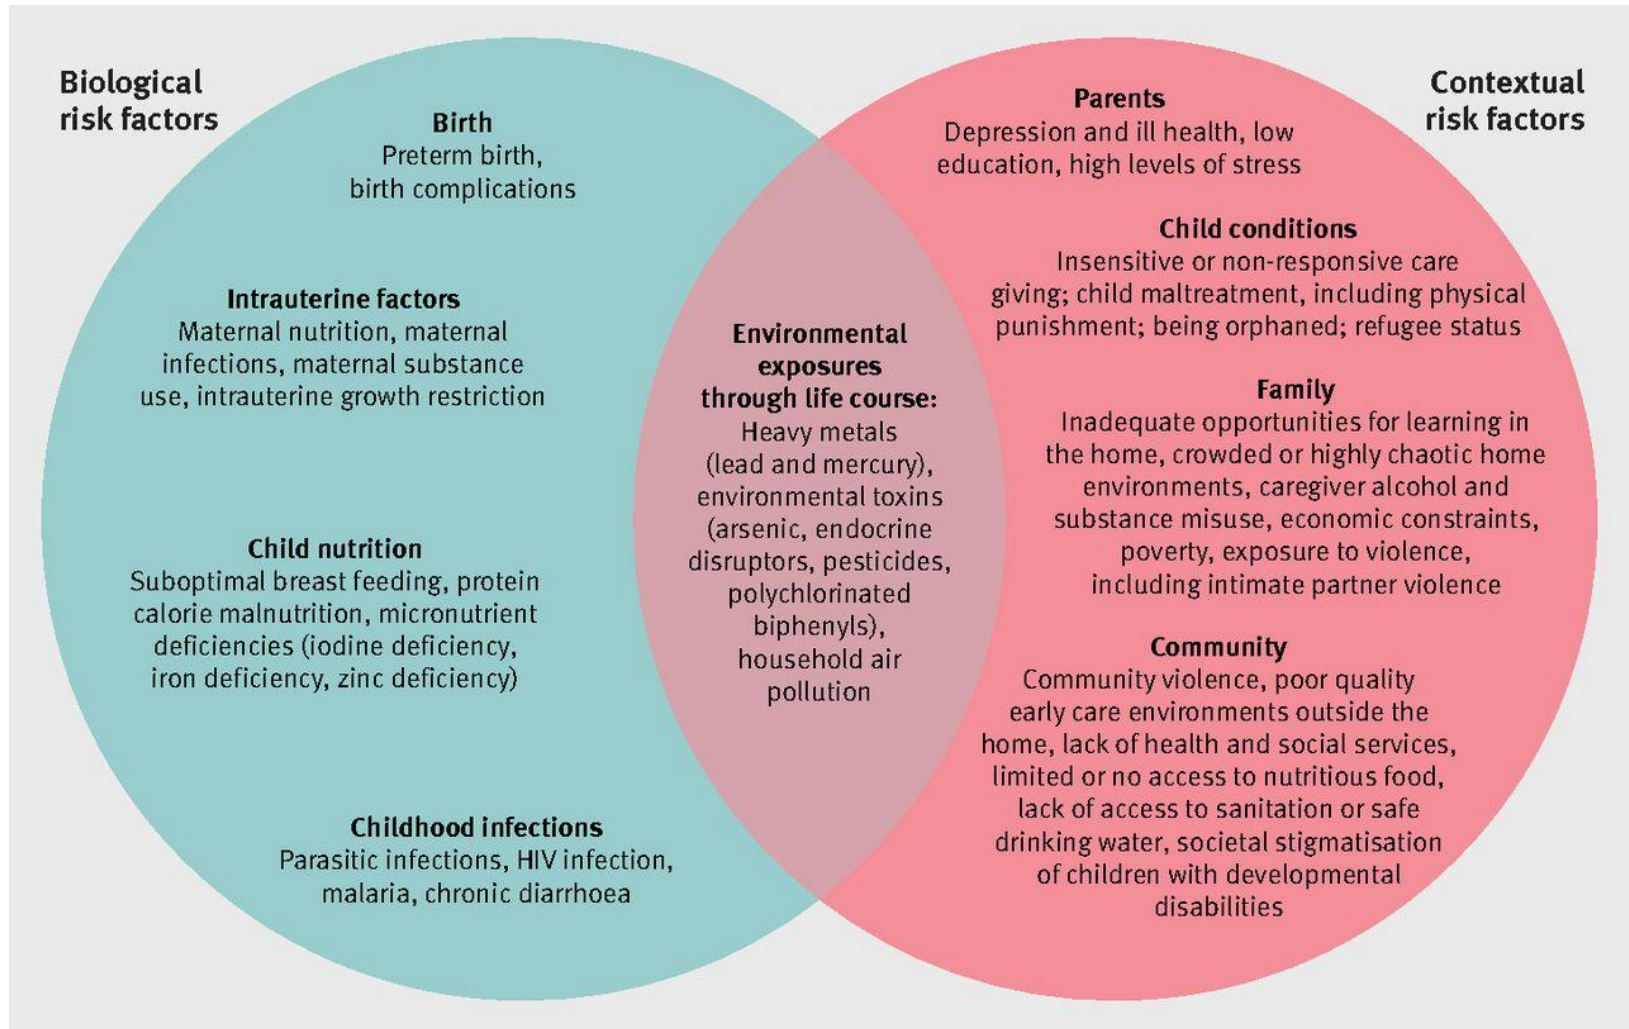 Biological
risk factors
Birth
Preterm birth,
birth complications
Intrauterine factors
Maternal nutrition, maternal
infections, maternal substance
use, intrauterine growth restriction
Child nutrition
Suboptimal breast feeding, protein
calorie malnutrition, micronutrient
deficiencies (iodine deficiency,
iron deficiency, zinc deficiency)
Childhood infections
Parasitic infections, HIV infection,
malaria, chronic diarrhoea
Environmental
exposures
through life course:
Heavy metals
(lead and mercury),
environmental toxins
(arsenic, endocrine
disruptors, pesticides,
polychlorinated
biphenyls),
household air
pollution
Contextual
risk factors
Parents
Depression and ill health, low
education, high levels of stress
Child conditions
Insensitive or non-responsive care
giving; child maltreatment, including physical
punishment; being orphaned; refugee status
Family
Inadequate opportunities for learning in
the home, crowded or highly chaotic home
environments, caregiver alcohol and
substance misuse, economic constraints,
poverty, exposure to violence,
including intimate partner violence
Community
Community violence, poor quality
early care environments outside the
home, lack of health and social services,
limited or no access to nutritious food,
lack of access to sanitation or safe
drinking water, societal stigmatisation
of children with developmental
disabilities